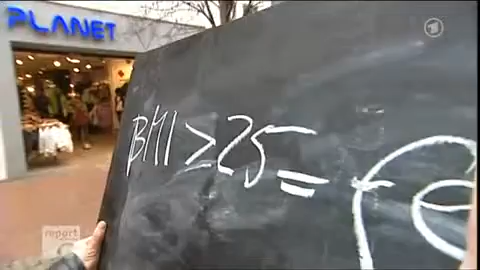 PLANET
BMI ≥ 25 =
report